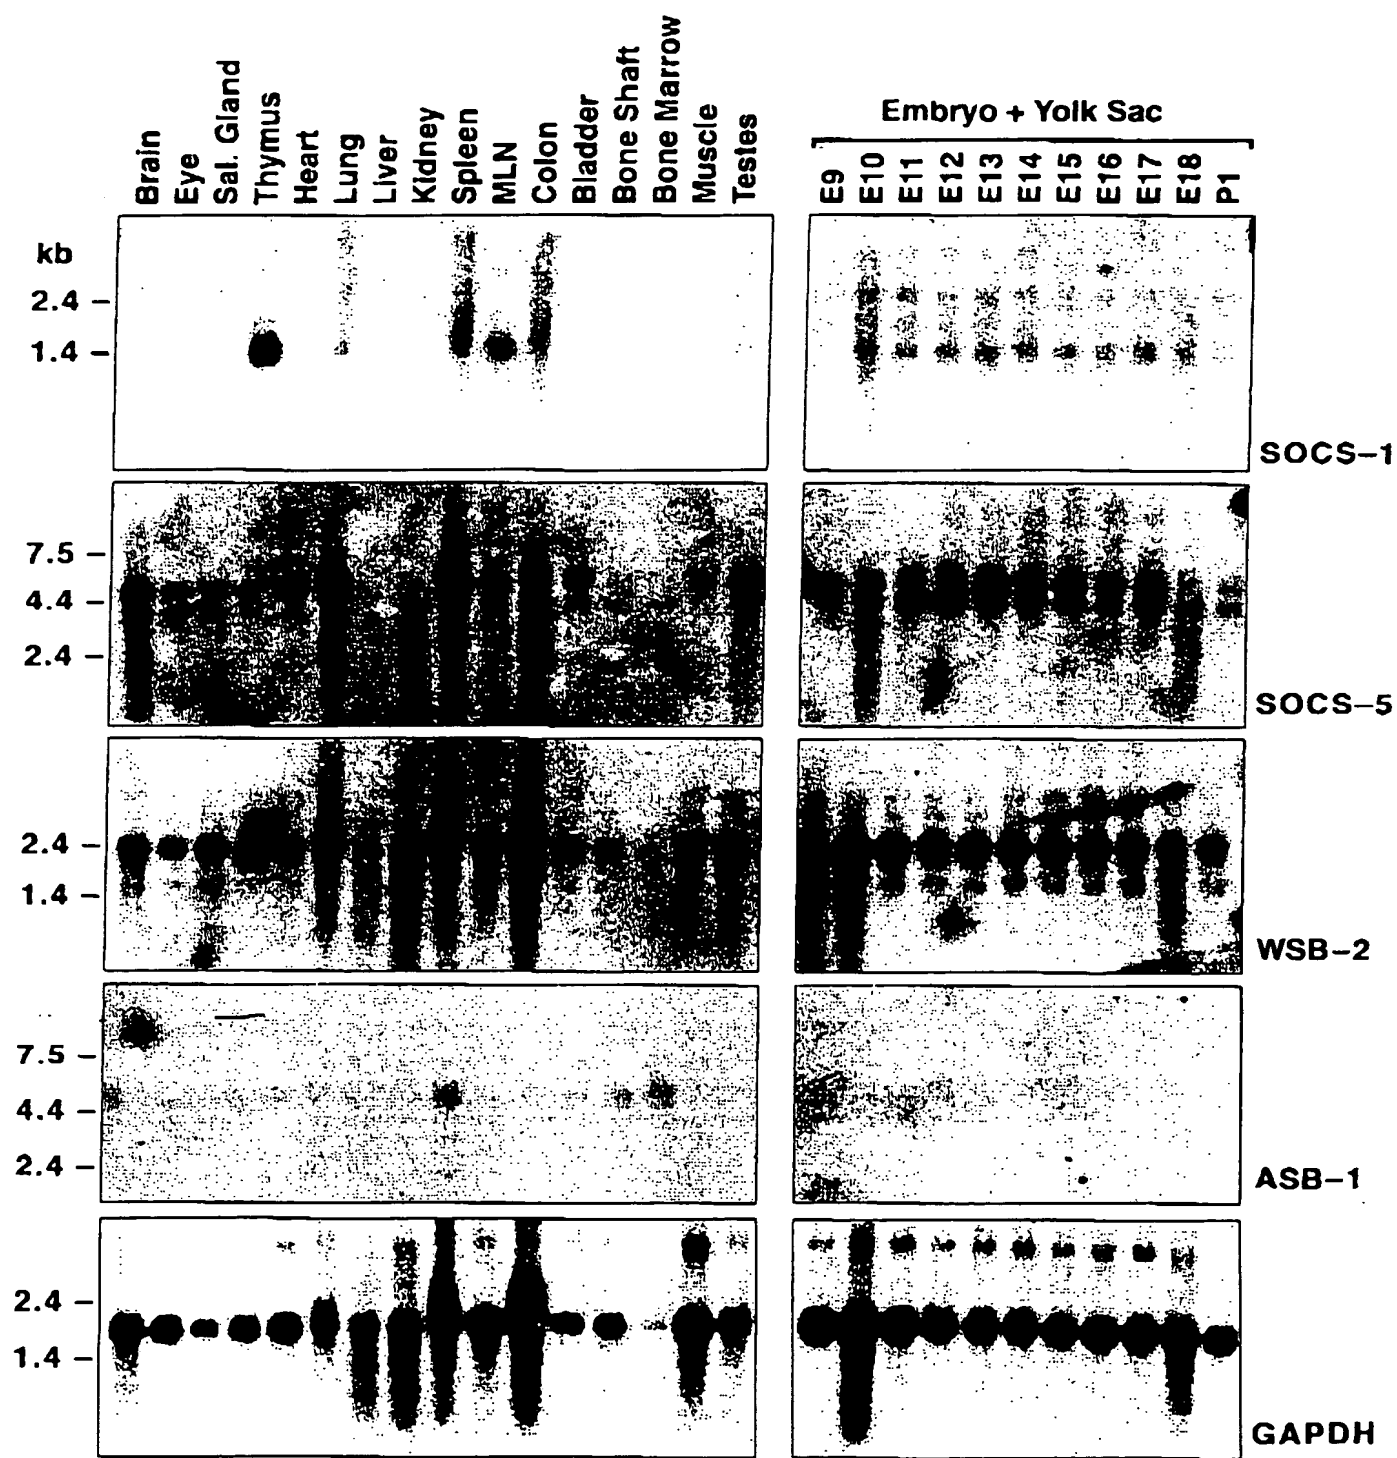 Brain
Eye
Sal. Gland
Thymus
Heart
Lung
Liver
Kidney
Spleen
MLN
Colon
Bladder
Bone Shaft
Bone Marrow
Muscle
Testes
Embryo + Yolk Sac
E9
E10
E11
E12
E13
E14
E15
E16
E17
E18
P1
kb
2.4 –
1.4 –
SOCS–1
7.5 –
4.4 –
2.4 –
SOCS–5
2.4 –
1.4 –
WSB–2
7.5 –
4.4 –
2.4 –
ASB–1
2.4 –
1.4 –
GAPDH